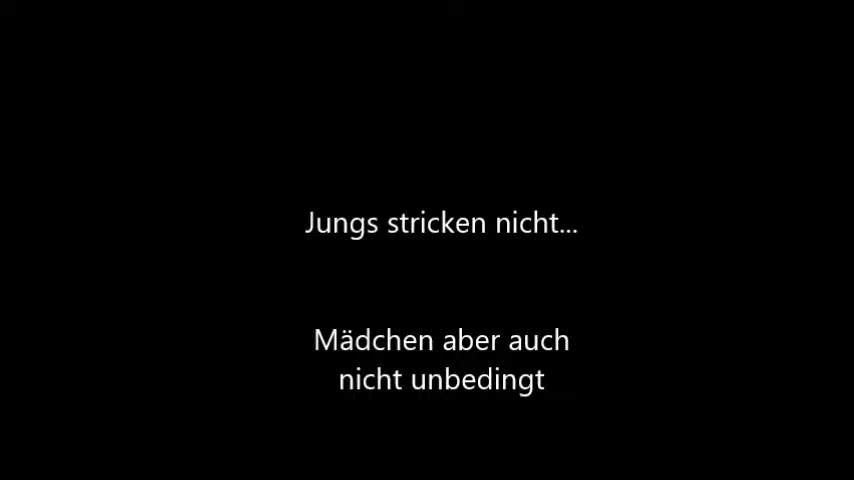 Jungs stricken nicht...
Mädchen aber auch
nicht unbedingt